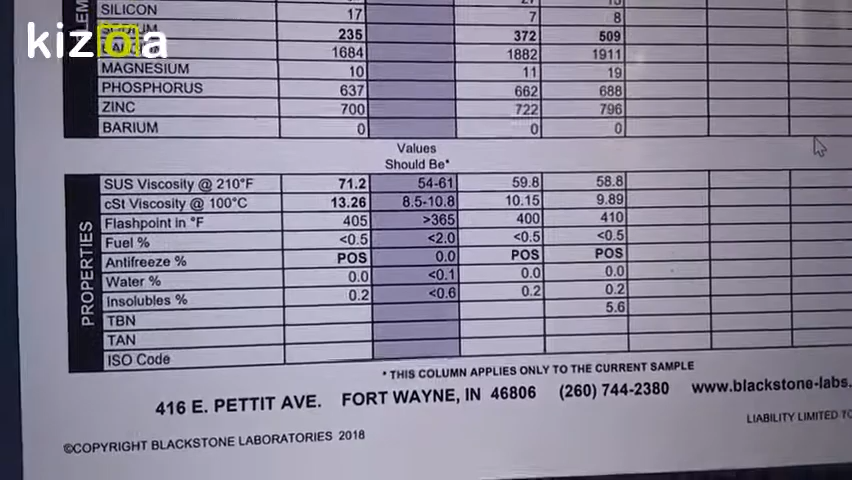 SILICON 17 7 8
kizoa
235 372 509
1684 1882 1911
MAGNESIUM 10 11 19
PHOSPHORUS 637 662 688
ZINC 700 722 796
BARIUM 0 0 0
Values
Should Be*
PROPERTIES
SUS Viscosity @ 210°F 71.2 54-61 59.8 58.8
cSt Viscosity @ 100°C 13.26 8.5-10.8 10.15 9.89
Flashpoint in °F 405 >365 400 410
Fuel % <0.5 <2.0 <0.5 <0.5
Antifreeze % POS 0.0 POS POS
Water % 0.0 <0.1 0.0 0.0
Insolubles % 0.2 <0.6 0.2 0.2
TBN 5.6
TAN
ISO Code
* THIS COLUMN APPLIES ONLY TO THE CURRENT SAMPLE
416 E. PETTIT AVE. FORT WAYNE, IN 46806 (260) 744-2380 www.blackstone-labs.
©COPYRIGHT BLACKSTONE LABORATORIES 2018
LIABILITY LIMITED TO